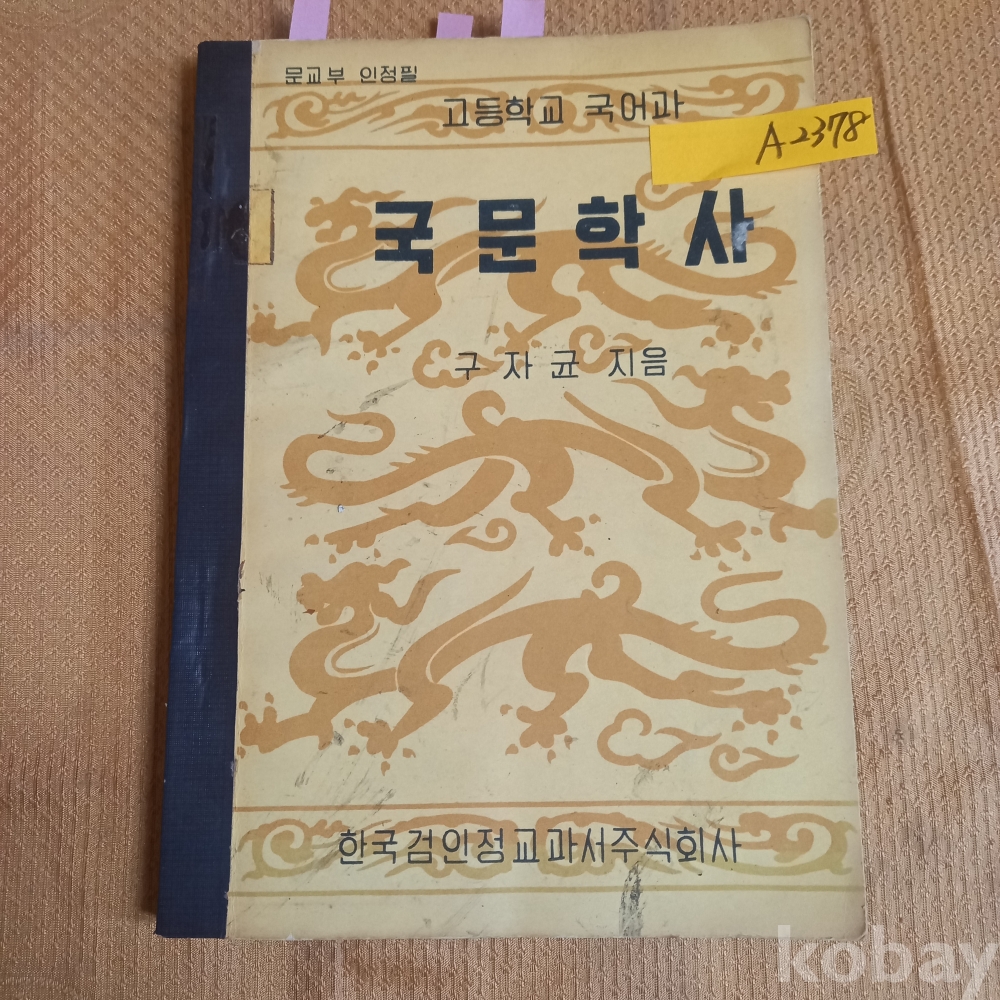 문교부 인정필
고등학교 국어과
A2378
국문학사
구자균 지음
한국검인정교과서주식회사
kobay